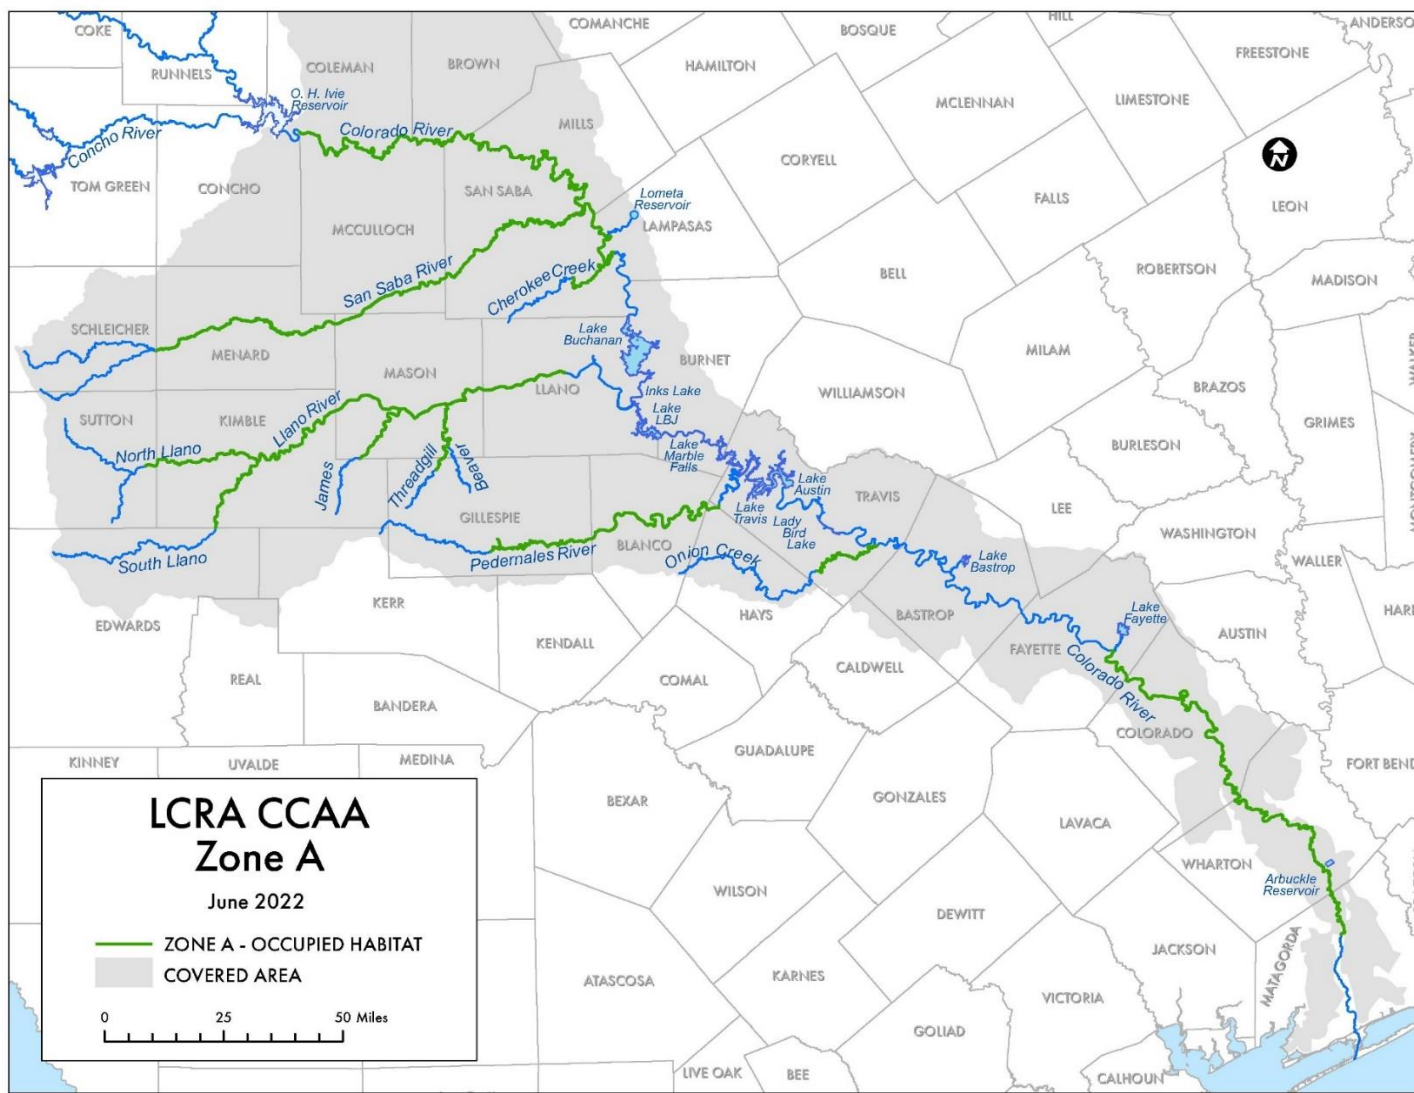 COKE
COMANCHE
BOSQUE
HILL
ANDERSO
RUNNELS
COLEMAN
BROWN
HAMILTON
FREESTONE
O. H. Ivie
Reservoir
MCLENNAN
LIMESTONE
Concho River
Colorado River
MILLS
CORYELL
N
TOM GREEN
CONCHO
SAN SABA
Lometa
Reservoir
FALLS
LEON
MCCULLOCH
LAMPASAS
San Saba River
Cherokee Creek
BELL
ROBERTSON
MADISON
SCHLEICHER
MENARD
Lake
Buchanan
BURNET
MILAM
WALKER
MASON
LLANO
Inks Lake
WILLIAMSON
BRAZOS
SUTTON
KIMBLE
Llano River
Lake
LBJ
GRIMES
North Llano
Lake
Marble
Falls
BURLESON
MONTGOMERY
James
Threadgill
Beaver
Lake
Austin
TRAVIS
GILLESPIE
Lake
Travis
Lady
Bird
Lake
LEE
WASHINGTON
South Llano
Pedernales River
BLANCO
Onion Creek
Lake
Bastrop
WALLER
KERR
HAYS
BASTROP
Lake
Fayette
HARR
EDWARDS
KENDALL
FAYETTE
AUSTIN
REAL
COMAL
CALDWELL
Colorado River
BANDERA
COLORADO
KINNEY
UVALDE
MEDINA
GUADALUPE
FORT BEND
LCRA CCAA
Zone A
June 2022
ZONE A - OCCUPIED HABITAT
COVERED AREA
0 25 50 Miles
BEXAR
GONZALES
LAVACA
WHARTON
Arbuckle
Reservoir
WILSON
DEWITT
JACKSON
MATAGORDA
ATASCOSA
KARNES
VICTORIA
GOLIAD
LIVE OAK
BEE
CALHOUN